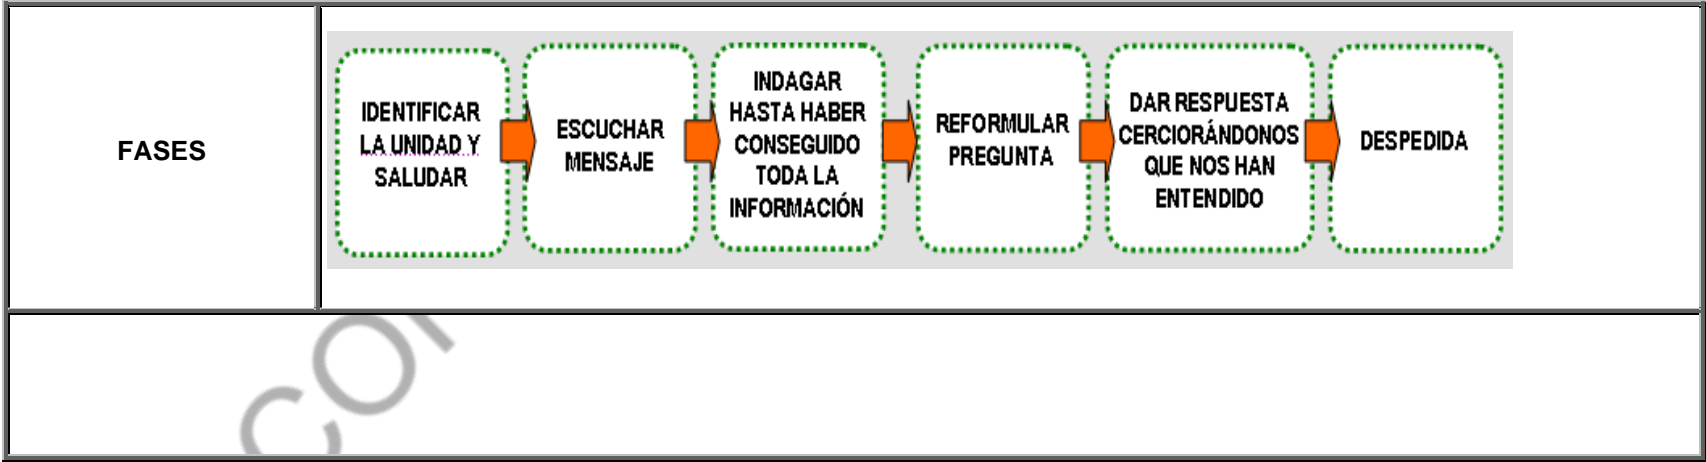 FASES
IDENTIFICAR
LA UNIDAD Y
SALUDAR
ESCUCHAR
MENSAJE
INDAGAR
HASTA HABER
CONSEGUIDO
TODA LA
INFORMACIÓN
REFORMULAR
PREGUNTA
DAR RESPUESTA
CERCIORÁNDONOS
QUE NOS HAN
ENTENDIDO
DESPEDIDA